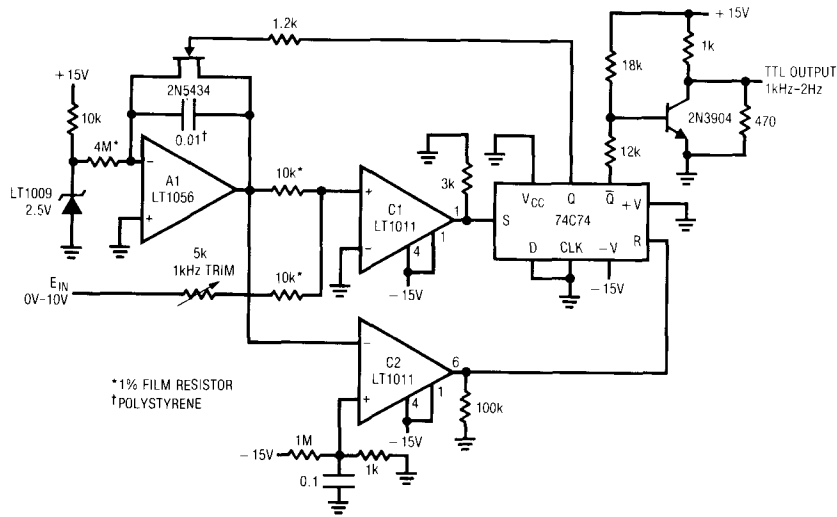 +15V
1.2k
1k
18k
TTL OUTPUT
1kHz-2Hz
2N3904
470
12k
2N5434
+15V
10k
0.01†
4M*
–
A1
LT1056
+
LT1009
2.5V
10k*
+
C1
LT1011
–
1
4
1
-15V
3k
VCC
Q
Q̅
+V
74C74
S
R
D
CLK
-V
-15V
5k
1kHz TRIM
10k*
EIN
0V-10V
–
C2
LT1011
+
6
4
1
-15V
100k
*1% FILM RESISTOR
†POLYSTYRENE
-15V
1M
1k
0.1